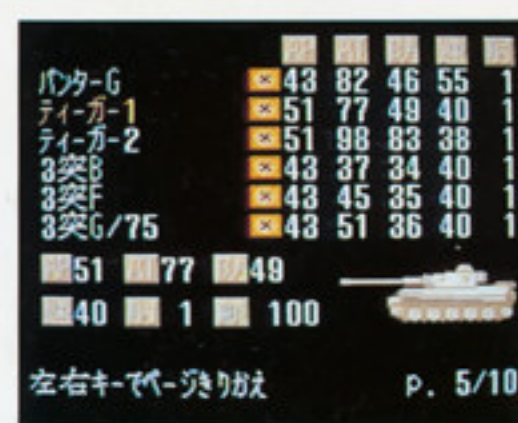 パンターG × 43 82 46 55 1
ティーガー1 × 51 77 49 40 1
ティーガー2 × 51 98 83 38 1
3突B × 43 37 34 40 1
3突F × 43 45 35 40 1
3突G/75 × 43 51 36 40 1
51 77 49
40 1 100
左右キーでページきりかえ p. 5/10